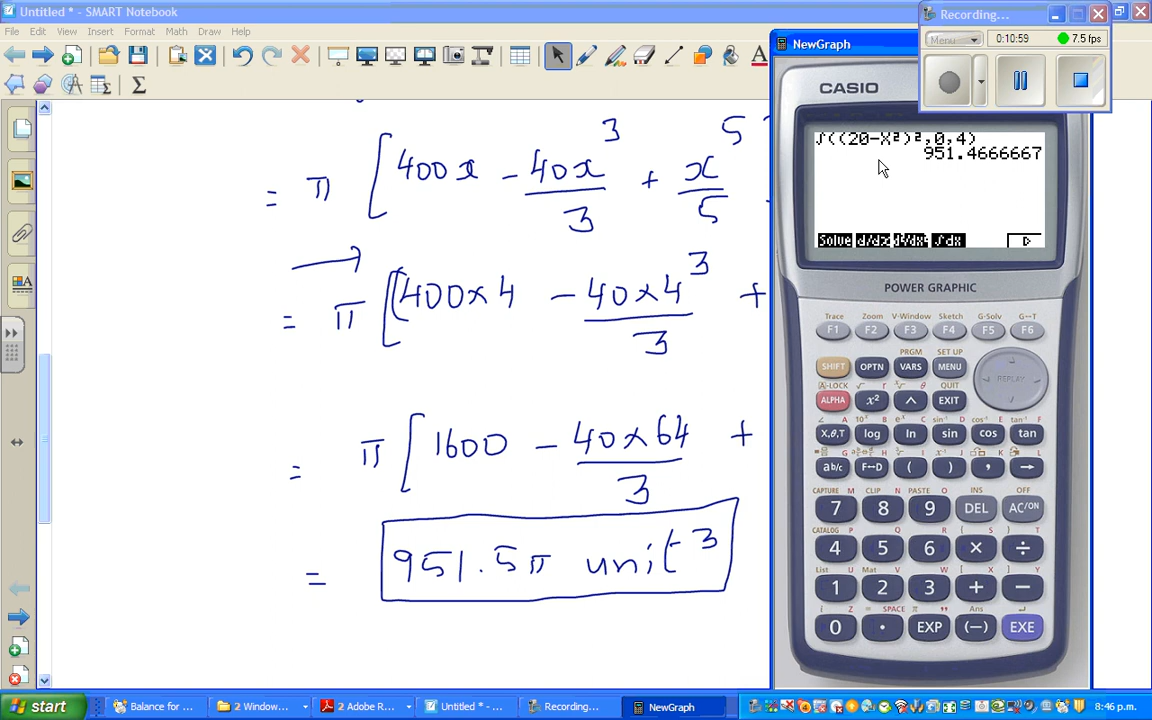 Untitled * - SMART Notebook
File Edit View Insert Format Math Draw Help
Recording...
Menu
0:10:59
7.5 fps
= π [400x - 40x³/3 + x⁵/5
= π [(400×4 - 40×4³/3 +
= π [1600 - 40×64/3 +
= 951.5π unit³
NewGraph
CASIO
∫((20-X²)²,0,4)
951.4666667
Solve d/dx d²/dx² ∫dx ▷
POWER GRAPHIC
Trace Zoom V-Window Sketch G-Solv G↔T
F1 F2 F3 F4 F5 F6
PRGM SET UP
SHIFT OPTN VARS MENU
REPLAY
A-LOCK QUIT
ALPHA x² ^ EXIT
X,θ,T log ln sin cos tan
a b/c F↔D ( ) , →
CAPTURE CLIP PASTE INS OFF
7 8 9 DEL AC/ON
CATALOG
4 5 6 × ÷
List Mat
1 2 3 + −
SPACE π Ans
0 . EXP (−) EXE
start
Balance for ...
2 Window...
2 Adobe R...
Untitled * -...
Recording...
NewGraph
8:46 p.m.